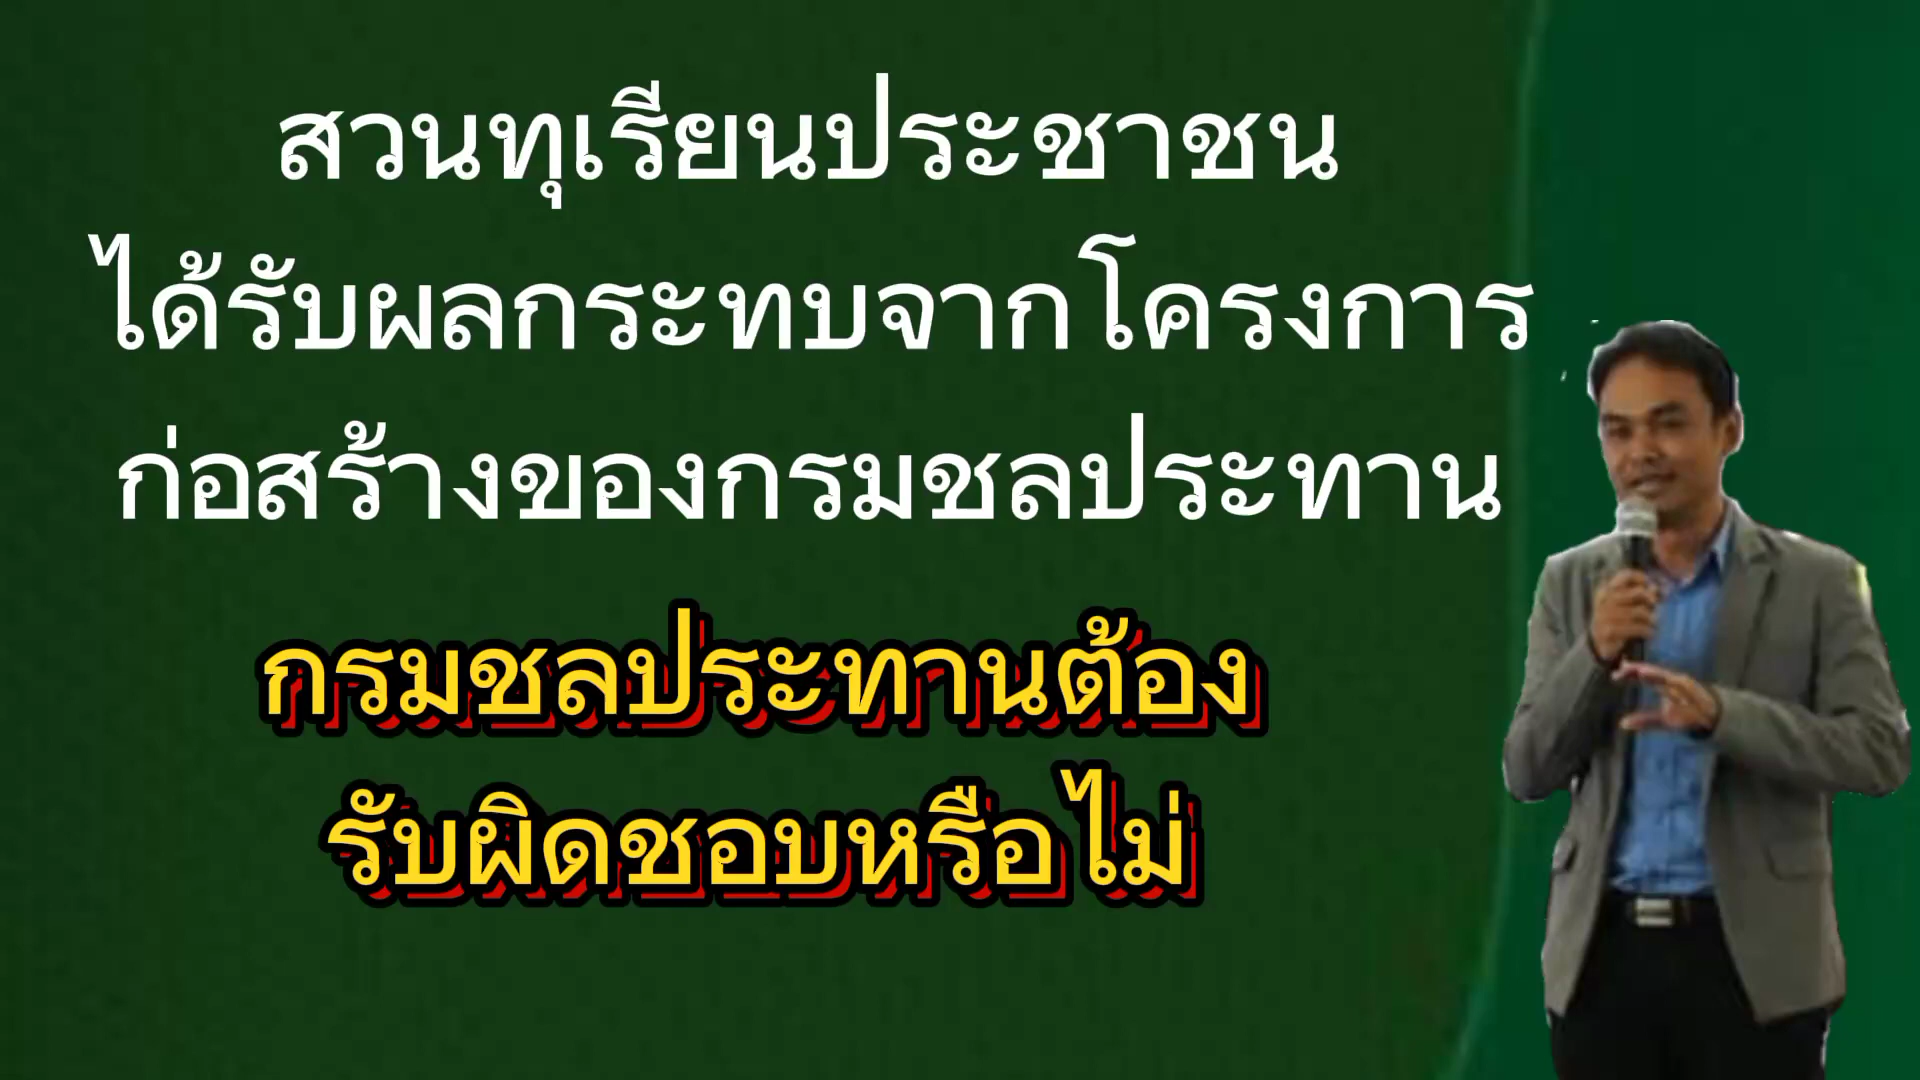 สวนทุเรียนประชาชน
ได้รับผลกระทบจากโครงการ
ก่อสร้างของกรมชลประทาน
กรมชลประทานต้อง
รับผิดชอบหรือไม่